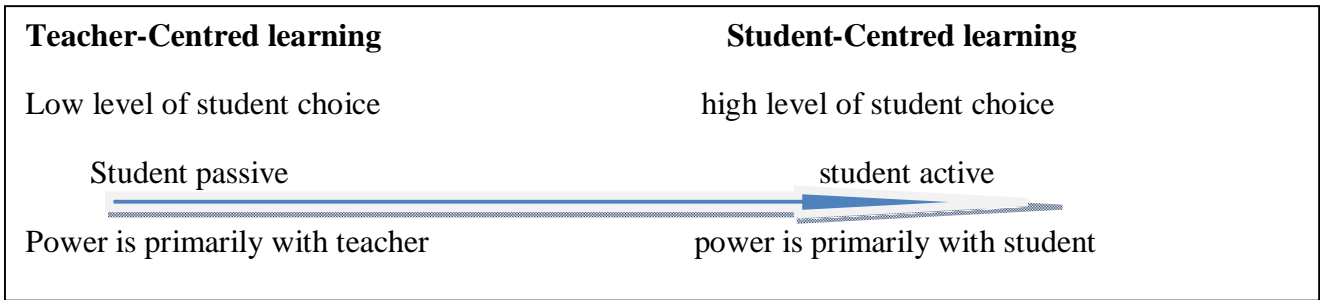 Teacher-Centred learning Student-Centred learning
Low level of student choice high level of student choice
Student passive student active
Power is primarily with teacher power is primarily with student